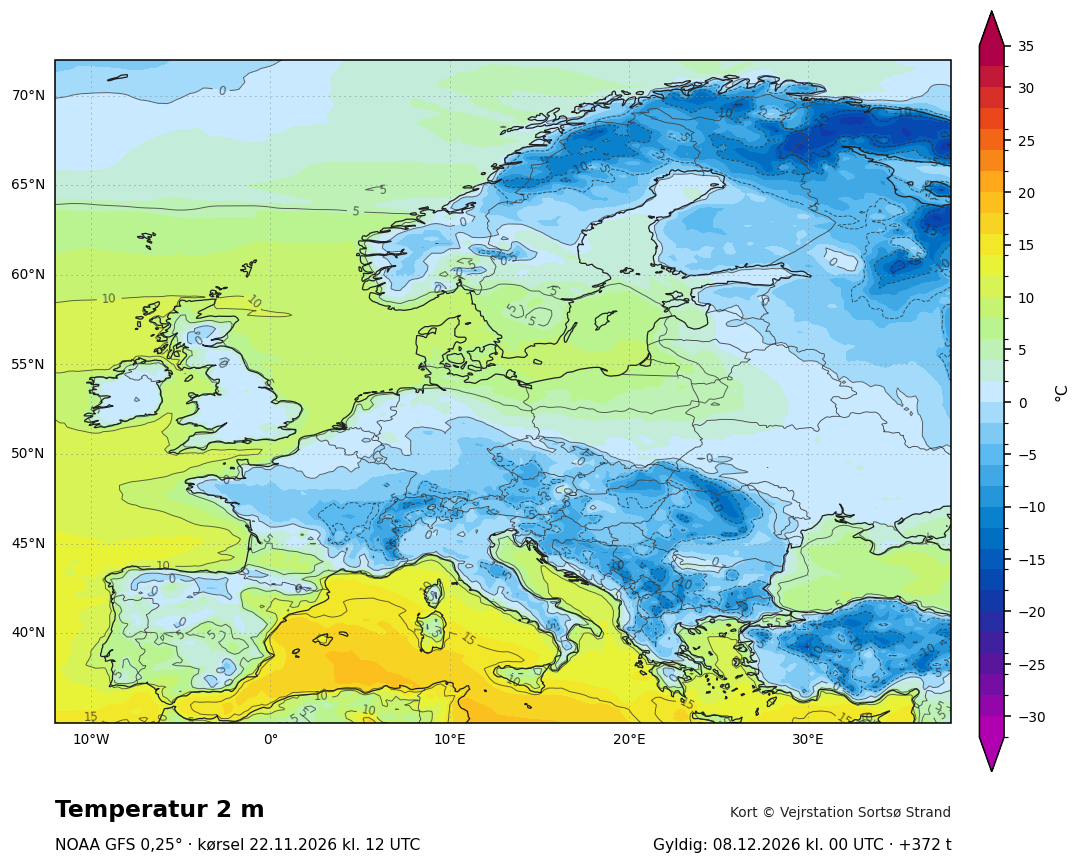 35
30
25
20
15
10
5
0
−5
−10
−15
−20
−25
−30
°C
70°N
65°N
60°N
55°N
50°N
45°N
40°N
10°W
0°
10°E
20°E
30°E
Temperatur 2 m
Kort © Vejrstation Sortsø Strand
NOAA GFS 0,25° · kørsel 22.11.2026 kl. 12 UTC
Gyldig: 08.12.2026 kl. 00 UTC · +372 t